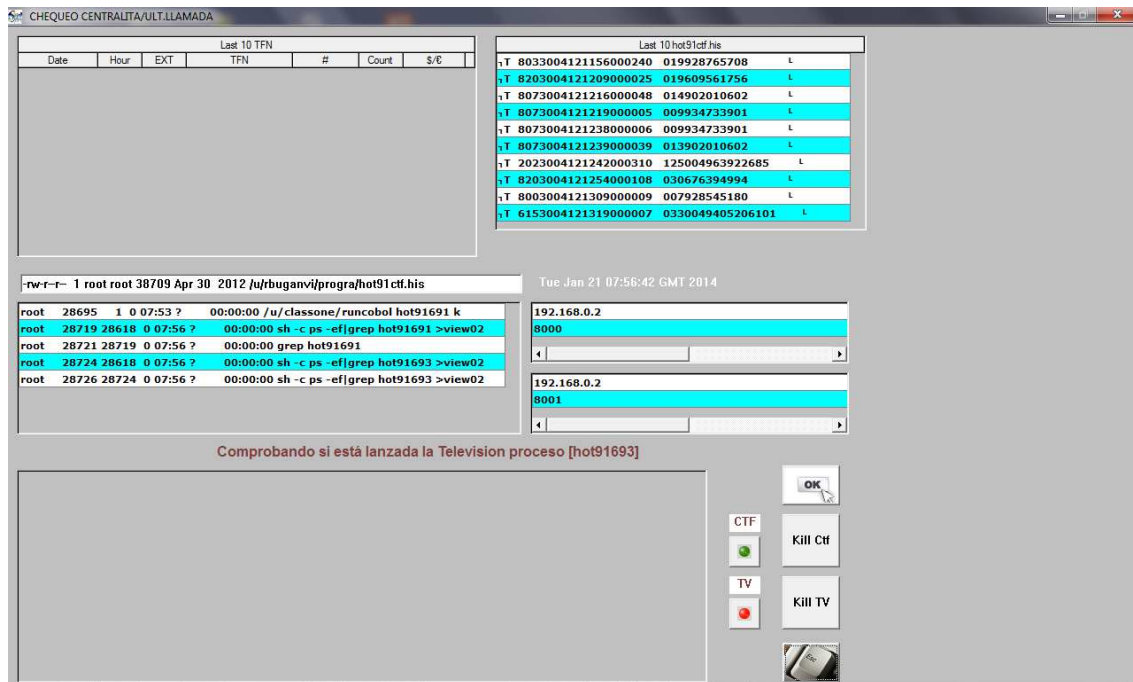 CHEQUEO CENTRALITA/ULT.LLAMADA
Last 10 TFN
Date Hour EXT TFN # Count $/€
Last 10 hot91ctf.his
┐T 8033004121156000240 019928765708 L
┐T 8203004121209000025 019609561756 L
┐T 8073004121216000048 014902010602 L
┐T 8073004121219000005 009934733901 L
┐T 8073004121238000006 009934733901 L
┐T 8073004121239000039 013902010602 L
┐T 2023004121242000310 125004963922685 L
┐T 8203004121254000108 030676394994 L
┐T 8003004121309000009 007928545180 L
┐T 6153004121319000007 0330049405206101 L
-rw-r--r-- 1 root root 38709 Apr 30 2012 /u/rbuganvi/progra/hot91ctf.his
Tue Jan 21 07:56:42 GMT 2014
root 28695 1 0 07:53 ? 00:00:00 /u/classone/runcobol hot91691 k
root 28719 28618 0 07:56 ? 00:00:00 sh -c ps -ef|grep hot91691 >view02
root 28721 28719 0 07:56 ? 00:00:00 grep hot91691
root 28724 28618 0 07:56 ? 00:00:00 sh -c ps -ef|grep hot91693 >view02
root 28726 28724 0 07:56 ? 00:00:00 sh -c ps -ef|grep hot91693 >view02
192.168.0.2
8000
192.168.0.2
8001
Comprobando si está lanzada la Television proceso [hot91693]
OK
CTF
Kill Ctf
TV
Kill TV
Esc